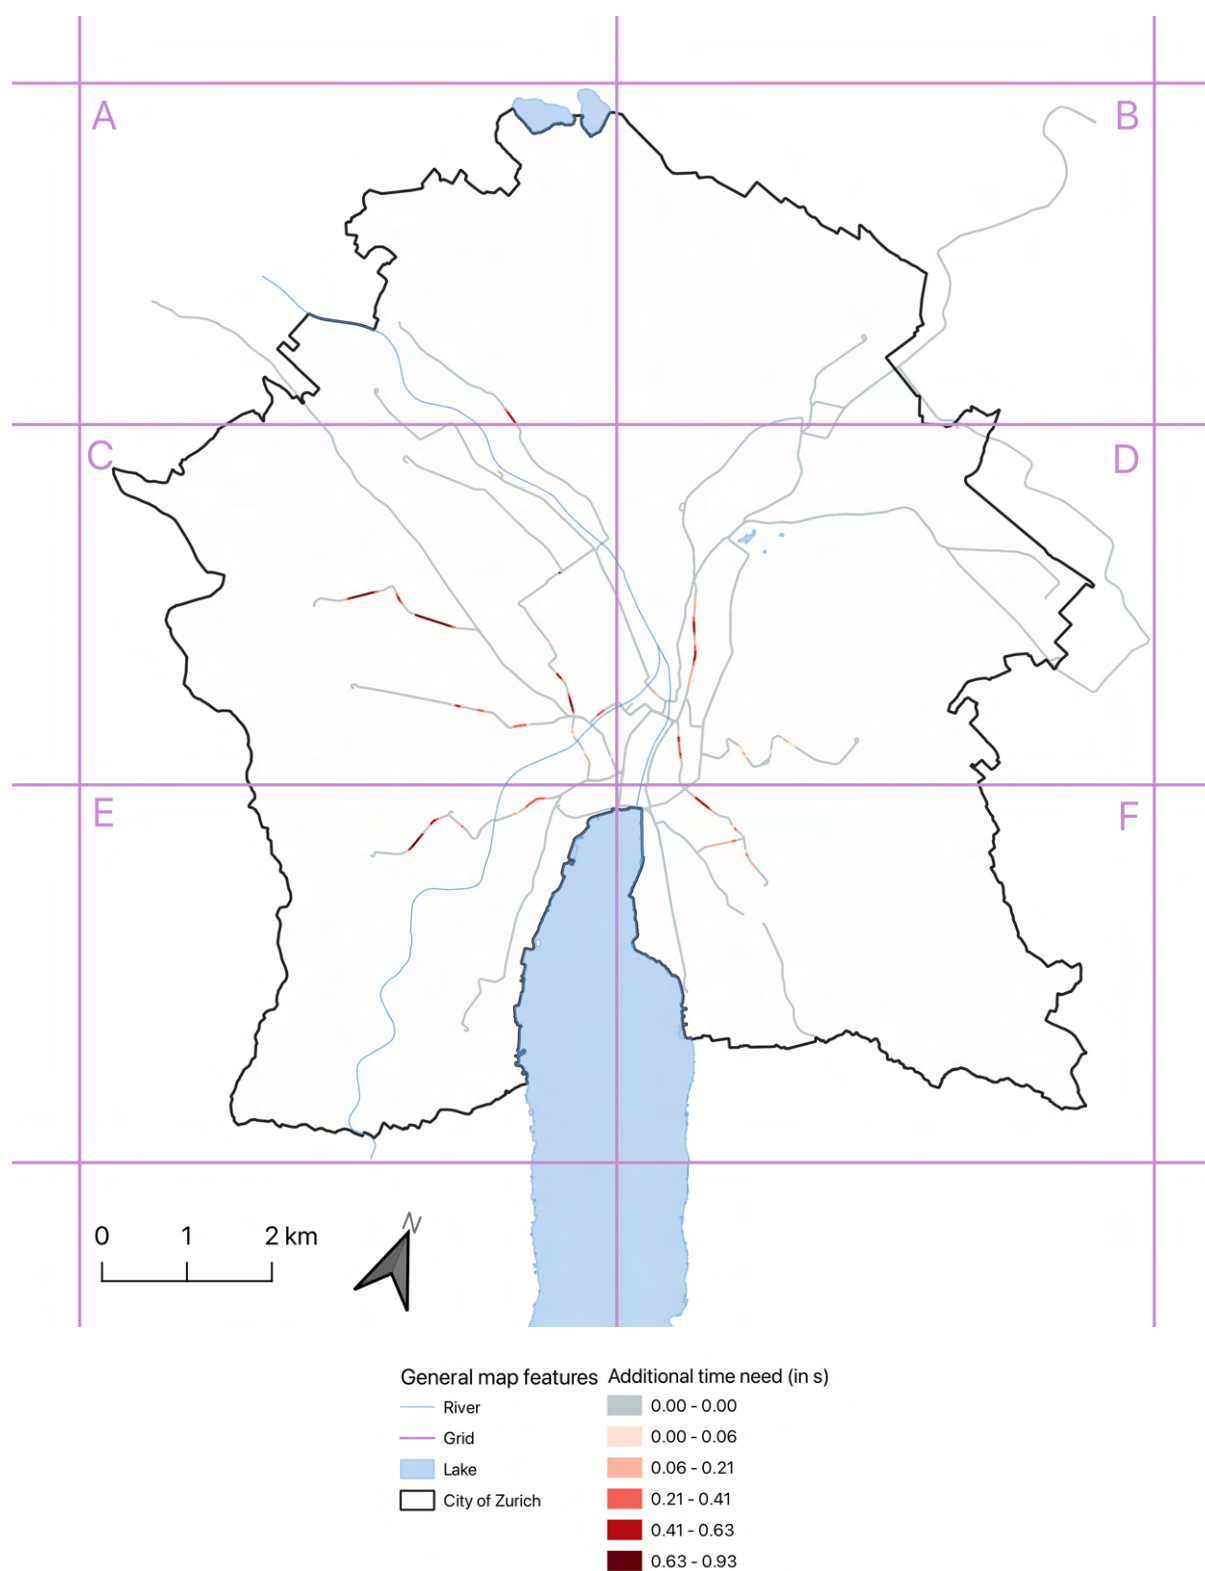 A
B
C
D
E
F
N
0 1 2 km
General map features
River
Grid
Lake
City of Zurich
Additional time need (in s)
0.00 - 0.00
0.00 - 0.06
0.06 - 0.21
0.21 - 0.41
0.41 - 0.63
0.63 - 0.93